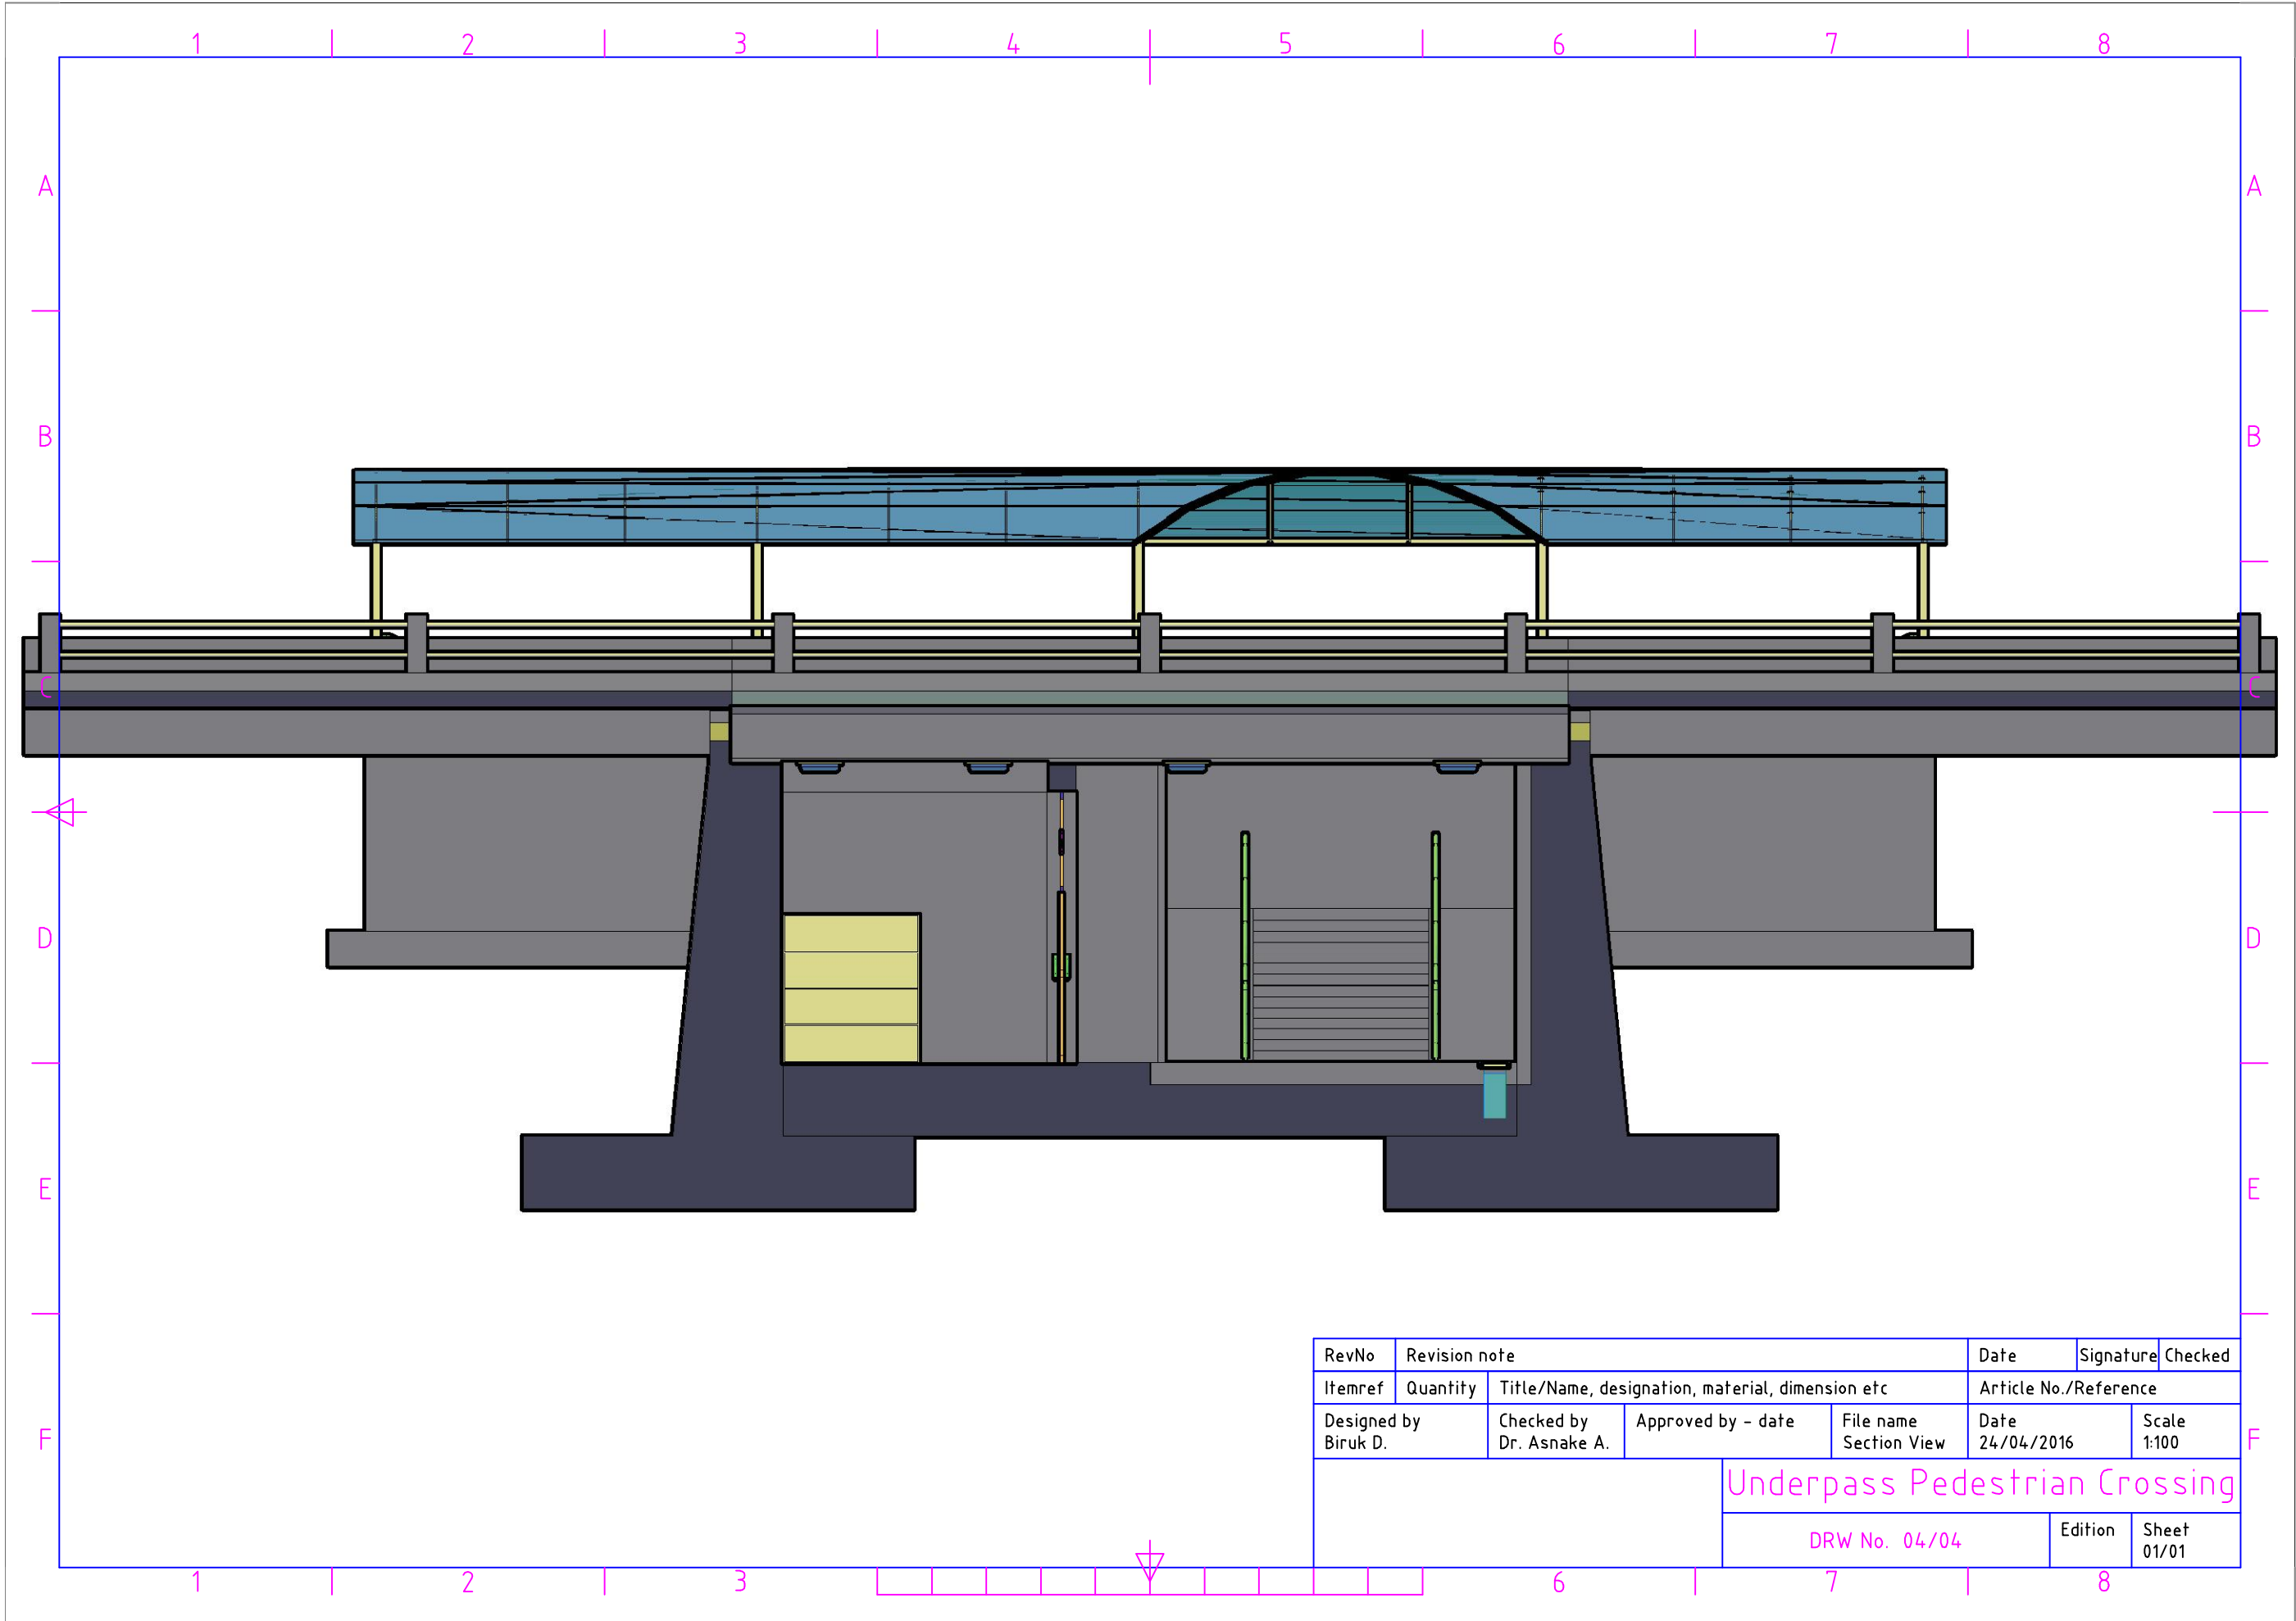 1 2 3 4 5 6 7 8
A A
B B
C C
D D
E E
F F
RevNo Revision note Date Signature Checked
Itemref Quantity Title/Name, designation, material, dimension etc Article No./Reference
Designed by Checked by Approved by - date File name Date Scale
Biruk D. Dr. Asnake A. Section View 24/04/2016 1:100
Underpass Pedestrian Crossing
DRW No. 04/04 Edition Sheet
01/01
1 2 3 6 7 8